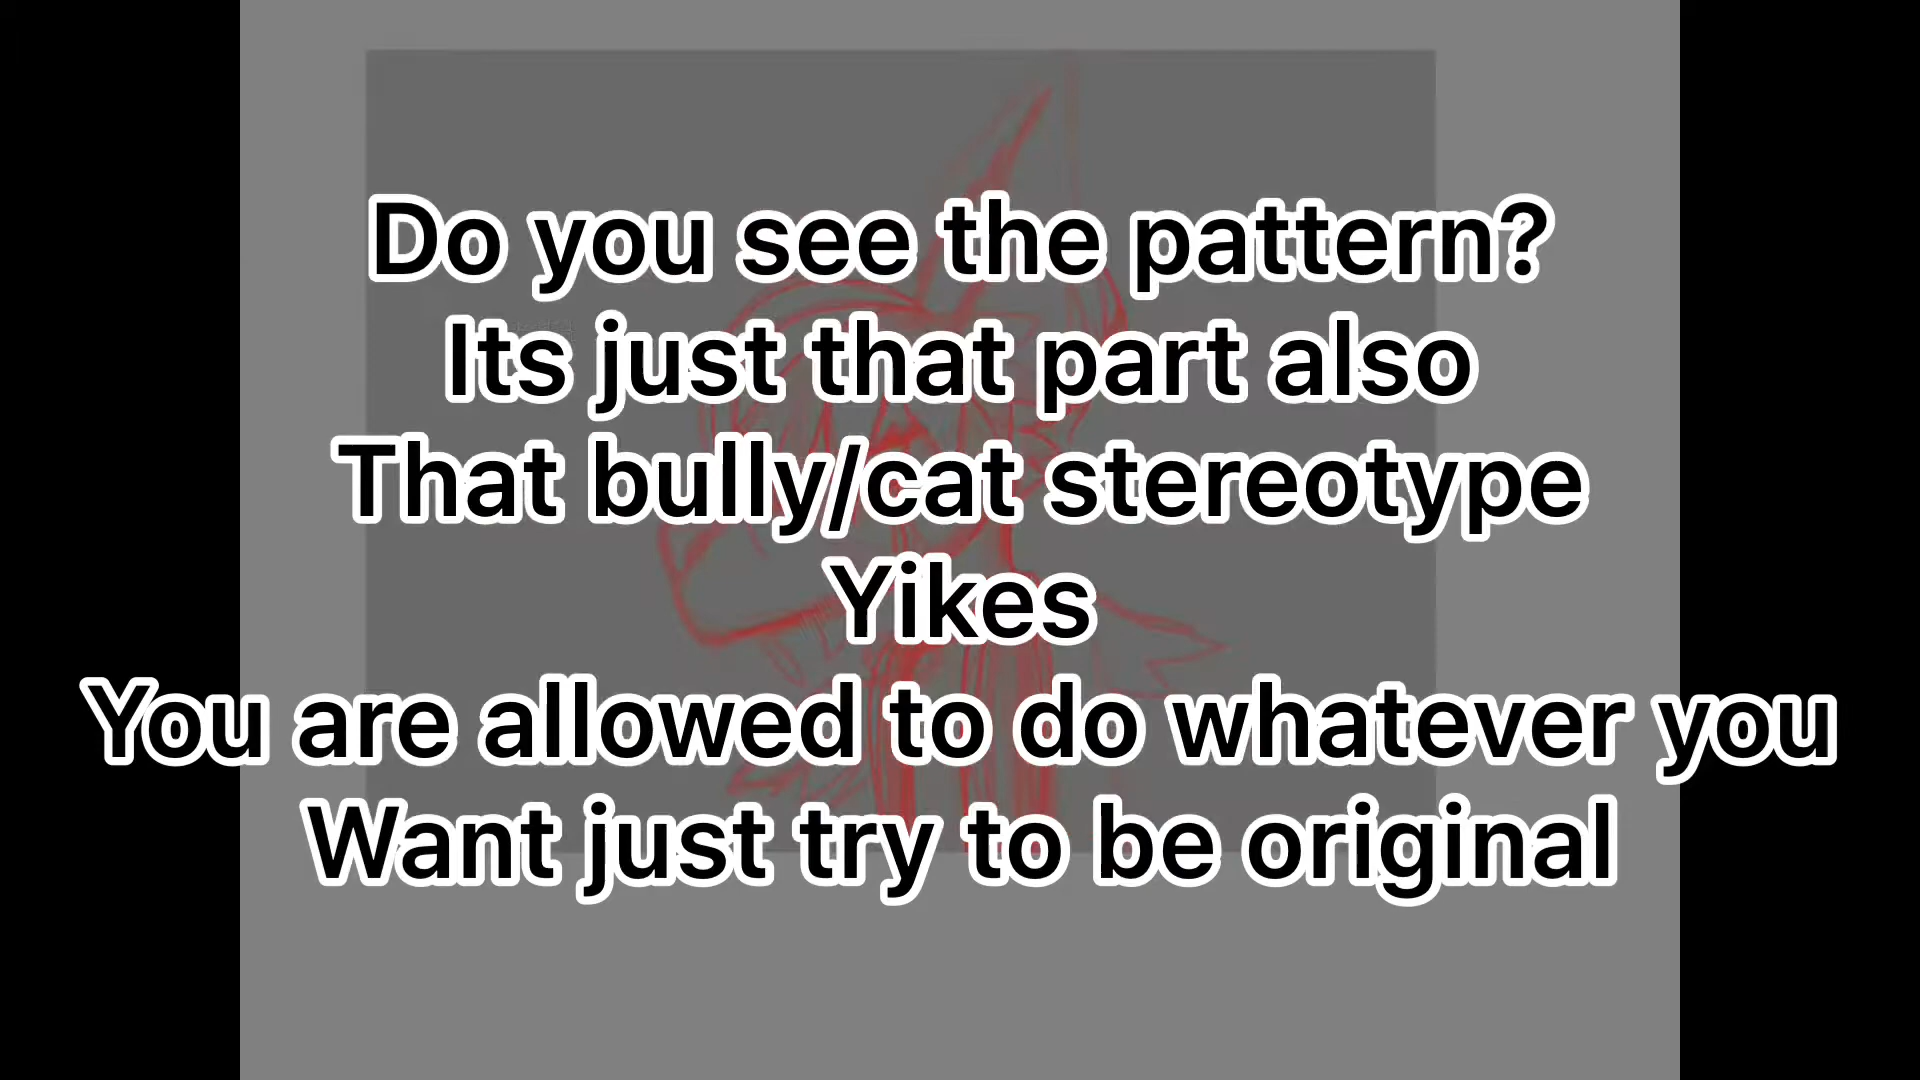 Do you see the pattern?
Its just that part also
That bully/cat stereotype
Yikes
You are allowed to do whatever you
Want just try to be original